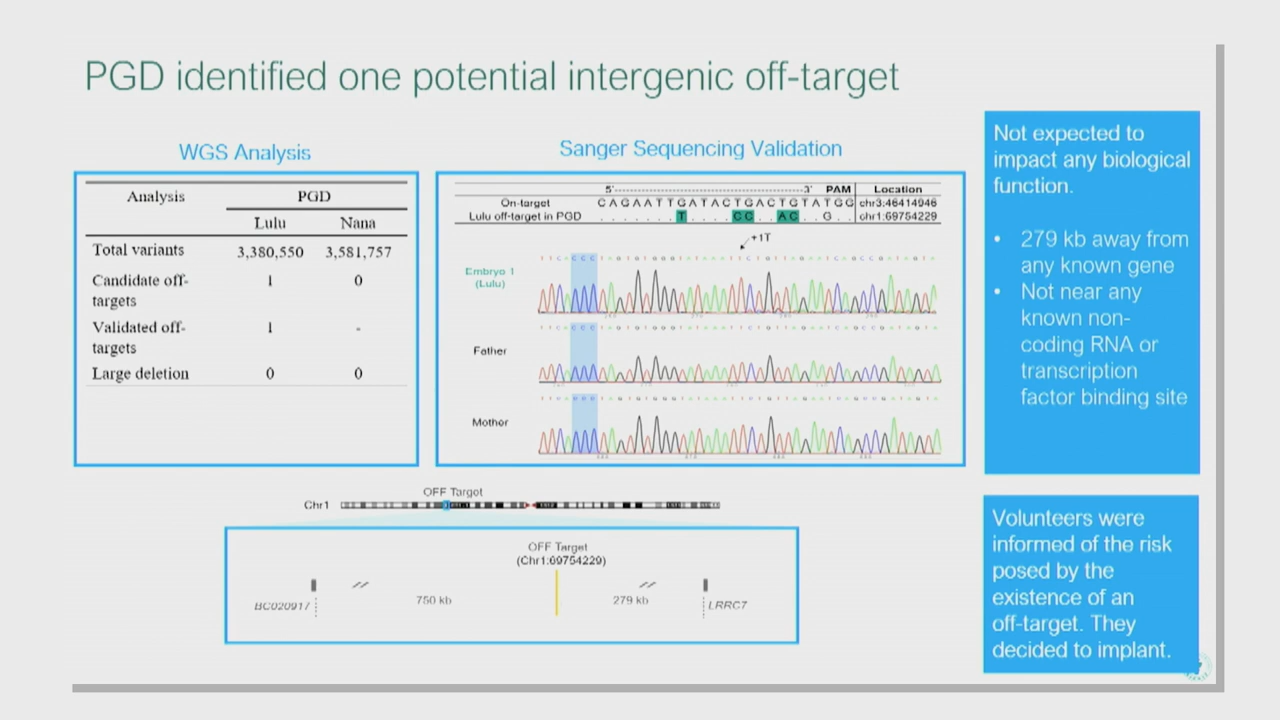 PGD identified one potential intergenic off-target
WGS Analysis
Analysis PGD
Lulu Nana
Total variants 3,380,550 3,581,757
Candidate off-
targets 1 0
Validated off-
targets 1 -
Large deletion 0 0
Sanger Sequencing Validation
5' 3' PAM Location
On-target CAGAATTGATACTGACTGTATGG chr3:46414946
Lulu off-target in PGD . . . . . . . T . . . . CC . . AC . . . G . chr1:69754229
+1T
Embryo 1
(Lulu)
Father
Mother
OFF Target
Chr1
OFF Target
(Chr1:69754229)
BC020917 750 kb 279 kb LRRC7
Not expected to
impact any biological
function.
• 279 kb away from
any known gene
• Not near any
known non-
coding RNA or
transcription
factor binding site
Volunteers were
informed of the risk
posed by the
existence of an
off-target. They
decided to implant.